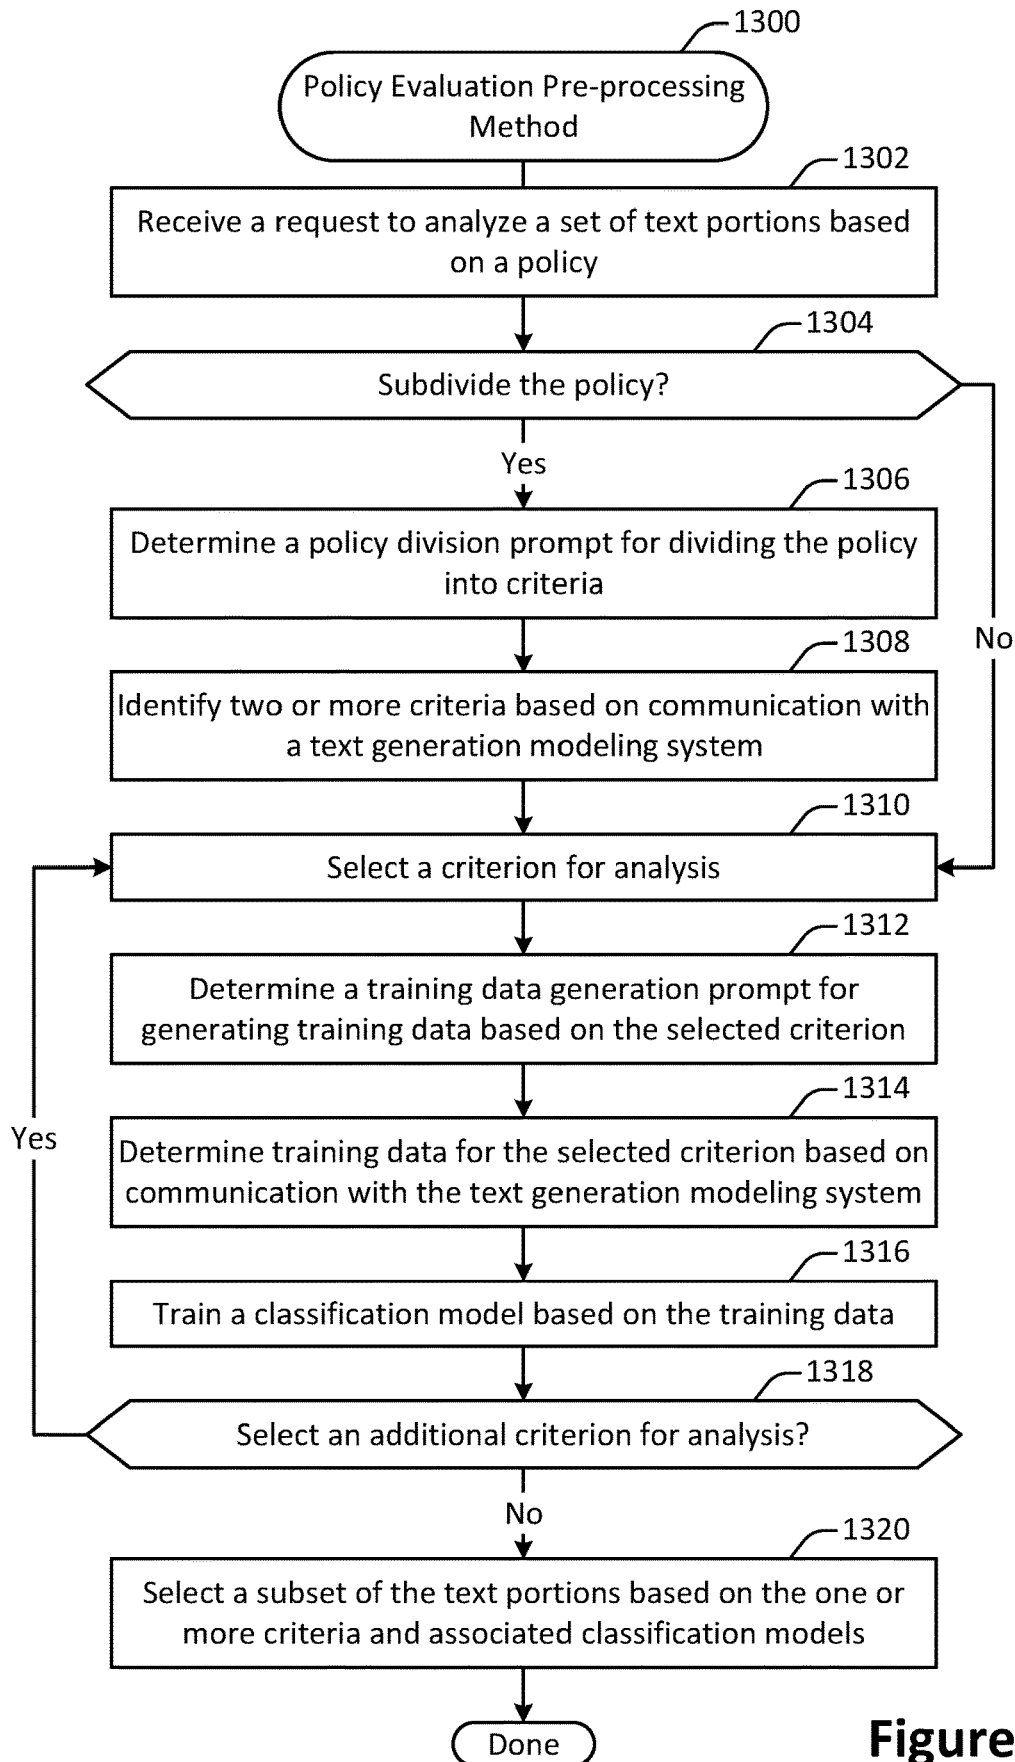 1300
Policy Evaluation Pre-processing
Method
1302
Receive a request to analyze a set of text portions based
on a policy
1304
Subdivide the policy?
Yes
1306
Determine a policy division prompt for dividing the policy
into criteria
No
1308
Identify two or more criteria based on communication with
a text generation modeling system
1310
Select a criterion for analysis
1312
Determine a training data generation prompt for
generating training data based on the selected criterion
1314
Yes
Determine training data for the selected criterion based on
communication with the text generation modeling system
1316
Train a classification model based on the training data
1318
Select an additional criterion for analysis?
No
1320
Select a subset of the text portions based on the one or
more criteria and associated classification models
Done
Figure